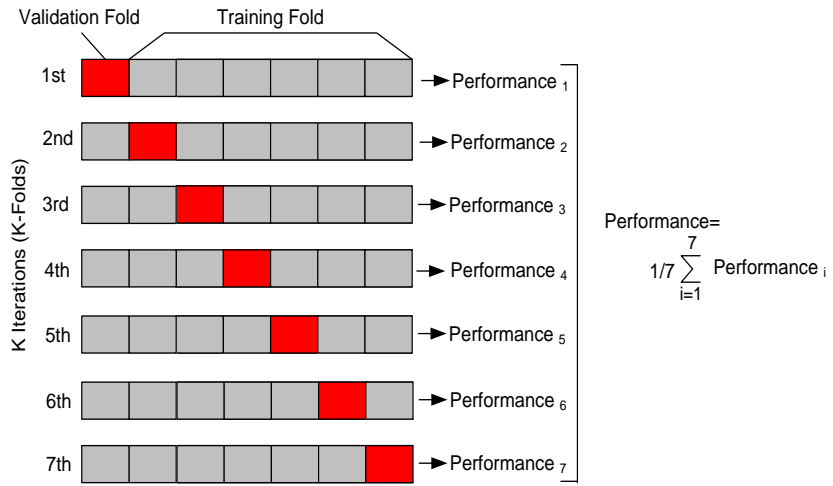 Validation Fold
Training Fold
1st
Performance 1
2nd
Performance 2
3rd
Performance 3
4th
Performance 4
5th
Performance 5
6th
Performance 6
7th
Performance 7
K Iterations (K-Folds)
Performance=
7
1/7 ∑ Performance i
i=1